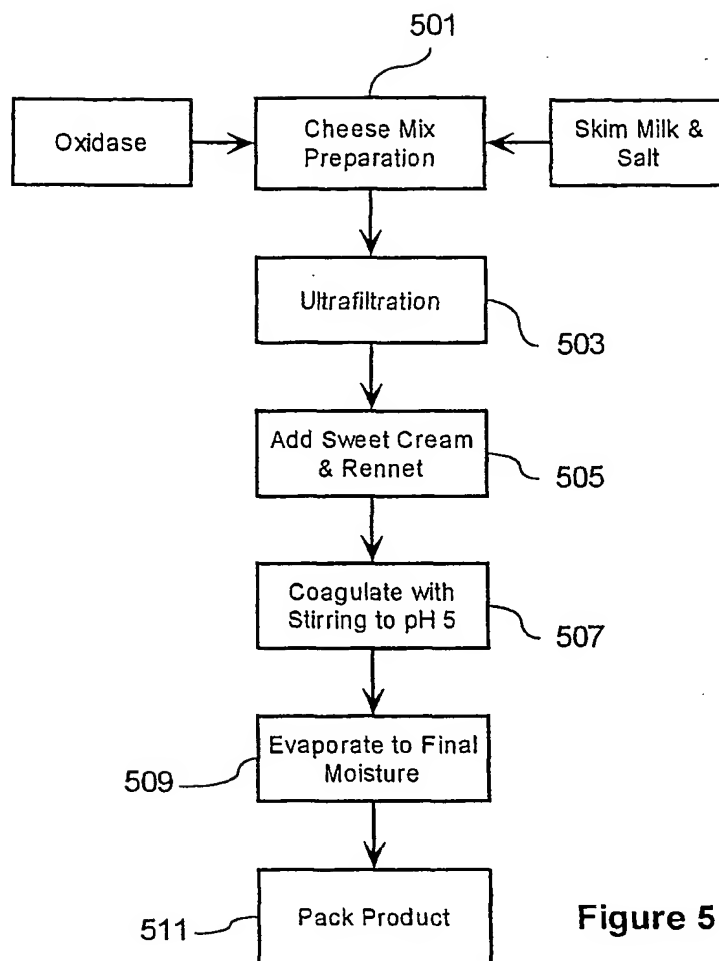 501
Oxidase
Cheese Mix
Preparation
Skim Milk &
Salt
Ultrafiltration
503
Add Sweet Cream
& Rennet
505
Coagulate with
Stirring to pH 5
507
Evaporate to Final
Moisture
509
Pack Product
511
Figure 5